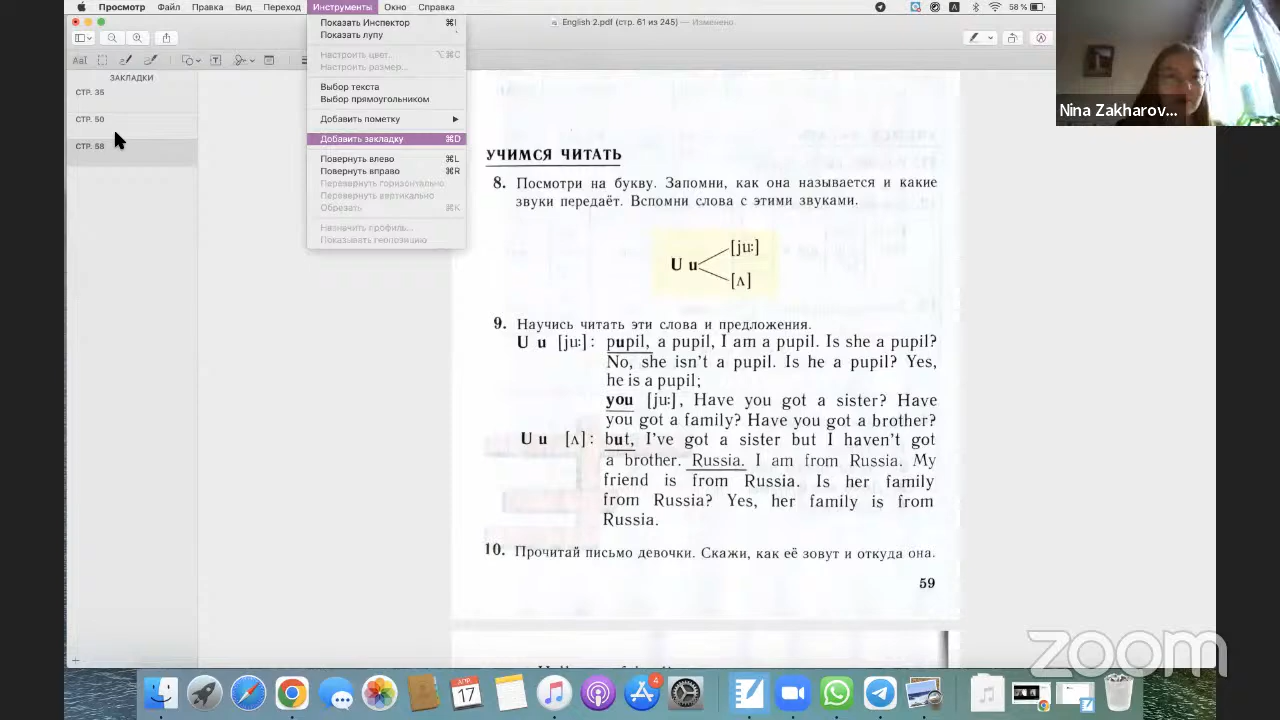 Просмотр Файл Правка Вид Переход Инструменты Окно Справка
58 %
English 2.pdf (стр. 61 из 245) — Изменено
Показать Инспектор ⌘I
Показать лупу
Настроить цвет... ⌥⌘C
Настроить размер...
Выбор текста
Выбор прямоугольником
Добавить пометку
Добавить закладку ⌘D
Повернуть влево ⌘L
Повернуть вправо ⌘R
Перевернуть горизонтально
Перевернуть вертикально
Обрезать ⌘K
Назначить профиль...
Показывать геопозицию
ЗАКЛАДКИ
СТР. 35
СТР. 50
СТР. 58
Nina Zakharov...
УЧИМСЯ ЧИТАТЬ
8. Посмотри на букву. Запомни, как она называется и какие
звуки передаёт. Вспомни слова с этими звуками.
[ju:]
U u
[ʌ]
9. Научись читать эти слова и предложения.
U u [ju:]: pupil, a pupil, I am a pupil. Is she a pupil?
No, she isn't a pupil. Is he a pupil? Yes,
he is a pupil;
you [ju:], Have you got a sister? Have
you got a family? Have you got a brother?
U u [ʌ]: but, I've got a sister but I haven't got
a brother. Russia. I am from Russia. My
friend is from Russia. Is her family
from Russia? Yes, her family is from
Russia.
10. Прочитай письмо девочки. Скажи, как её зовут и откуда она.
59
zoom
АПР.
17
4